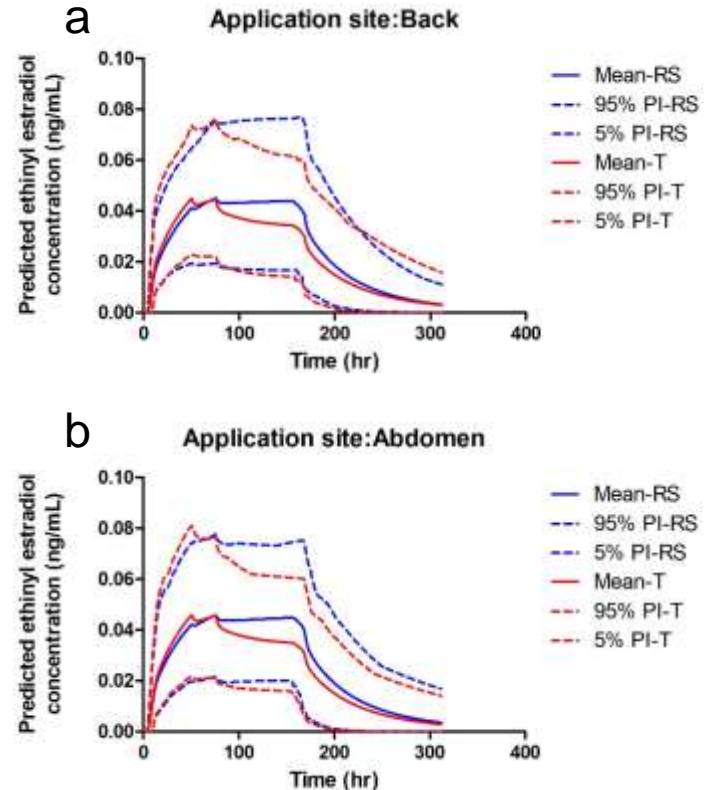 a
Application site:Back
Predicted ethinyl estradiol
concentration (ng/mL)
0.10
0.08
0.06
0.04
0.02
0.00
0
100
200
300
400
Time (hr)
Mean-RS
95% PI-RS
5% PI-RS
Mean-T
95% PI-T
5% PI-T
b
Application site:Abdomen
Predicted ethinyl estradiol
concentration (ng/mL)
0.10
0.08
0.06
0.04
0.02
0.00
0
100
200
300
400
Time (hr)
Mean-RS
95% PI-RS
5% PI-RS
Mean-T
95% PI-T
5% PI-T